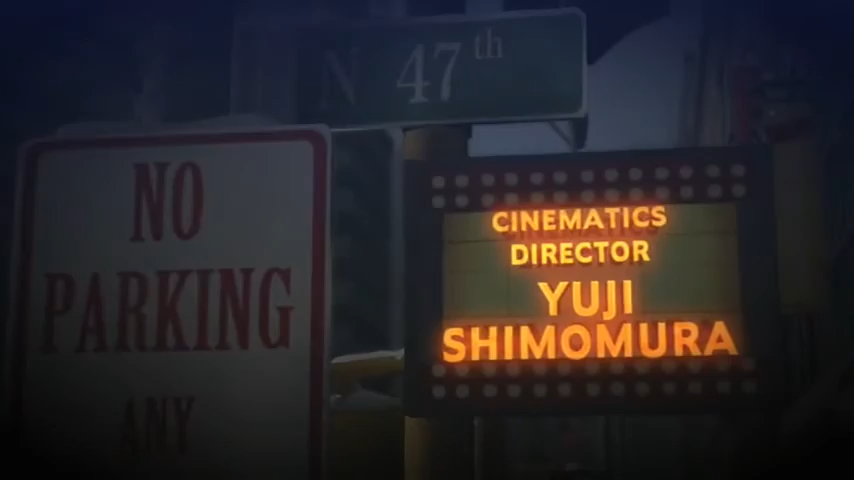 N 47th
NO
PARKING
ANY
CINEMATICS
DIRECTOR
YUJI
SHIMOMURA